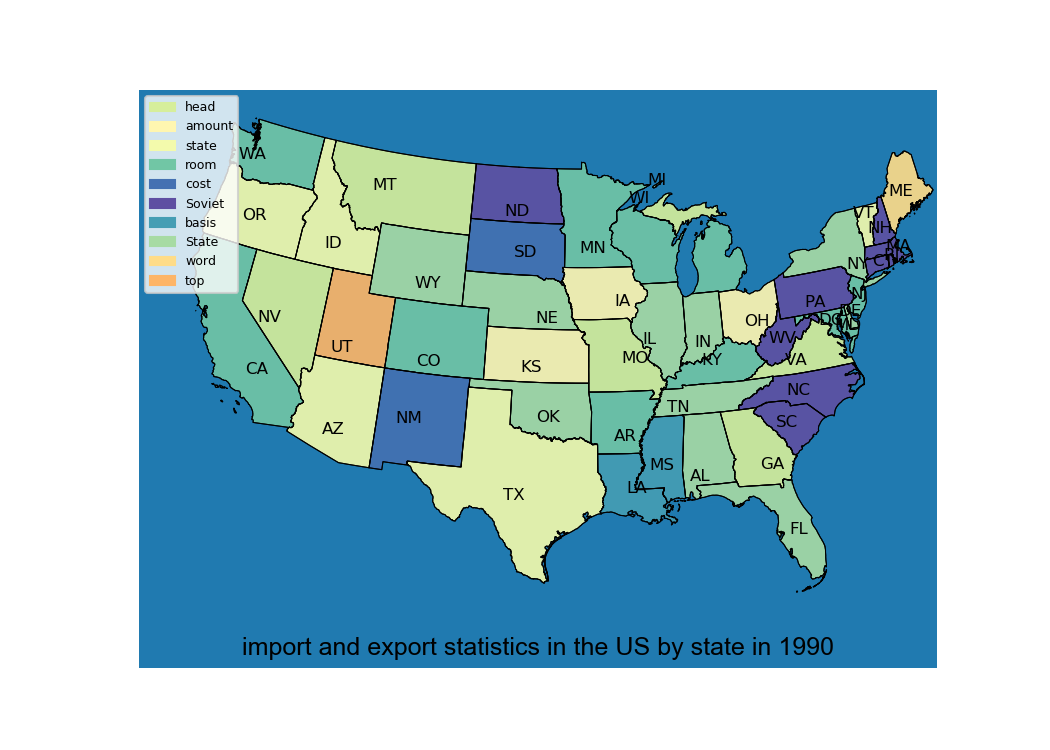 head
amount
state
room
cost
Soviet
basis
State
word
top
WA
OR
CA
MT
ID
NV
UT
AZ
WY
CO
NM
ND
SD
NE
KS
OK
TX
MN
IA
MO
AR
LA
WI
MI
IL
IN
OH
KY
TN
MS
AL
GA
FL
SC
NC
VA
WV
PA
NY
VT
NH
ME
MA
RI
CT
NJ
DE
DC
MD
import and export statistics in the US by state in 1990